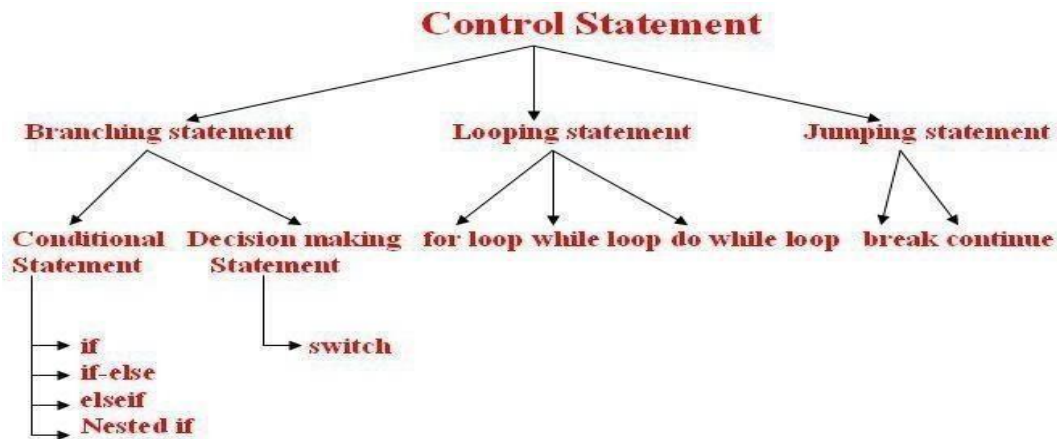 Control Statement
Branching statement
Looping statement
Jumping statement
Conditional
Statement
Decision making
Statement
for loop while loop do while loop
break continue
if
if-else
elseif
Nested if
switch